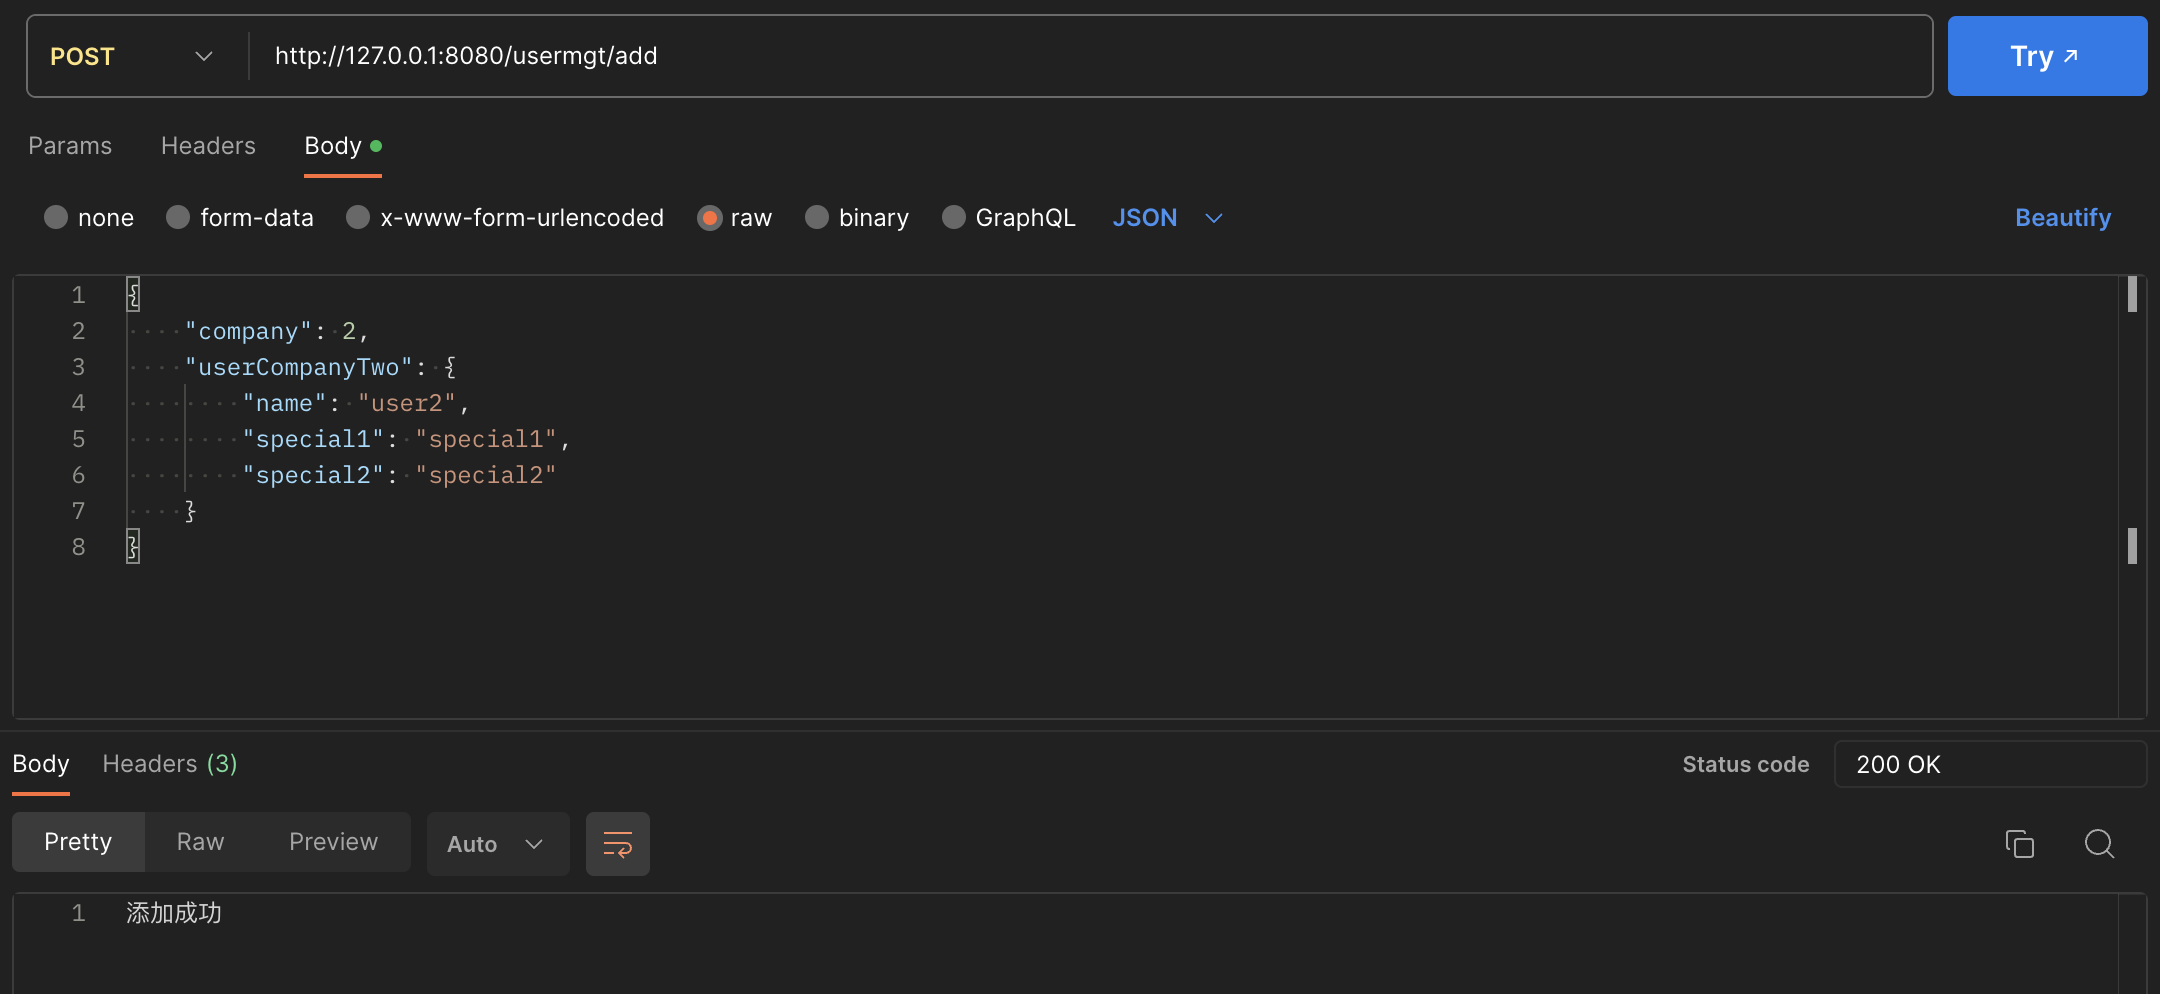 POST http://127.0.0.1:8080/usermgt/add Try ↗
Params Headers Body
none form-data x-www-form-urlencoded raw binary GraphQL JSON Beautify
1 {
2 "company": 2,
3 "userCompanyTwo": {
4 "name": "user2",
5 "special1": "special1",
6 "special2": "special2"
7 }
8 }
Body Headers (3) Status code 200 OK
Pretty Raw Preview Auto
1 添加成功